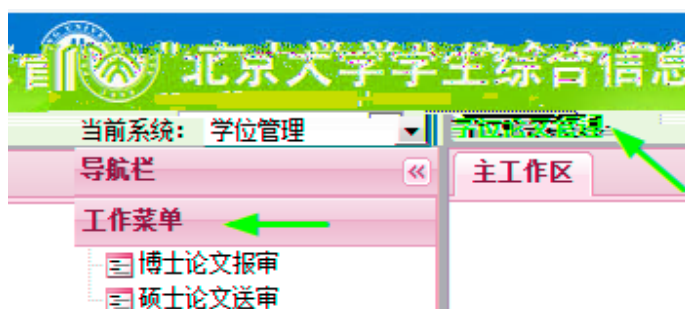 北京大学学生综合信息
当前系统： 学位管理
导航栏
主工作区
工作菜单
博士论文报审
硕士论文送审